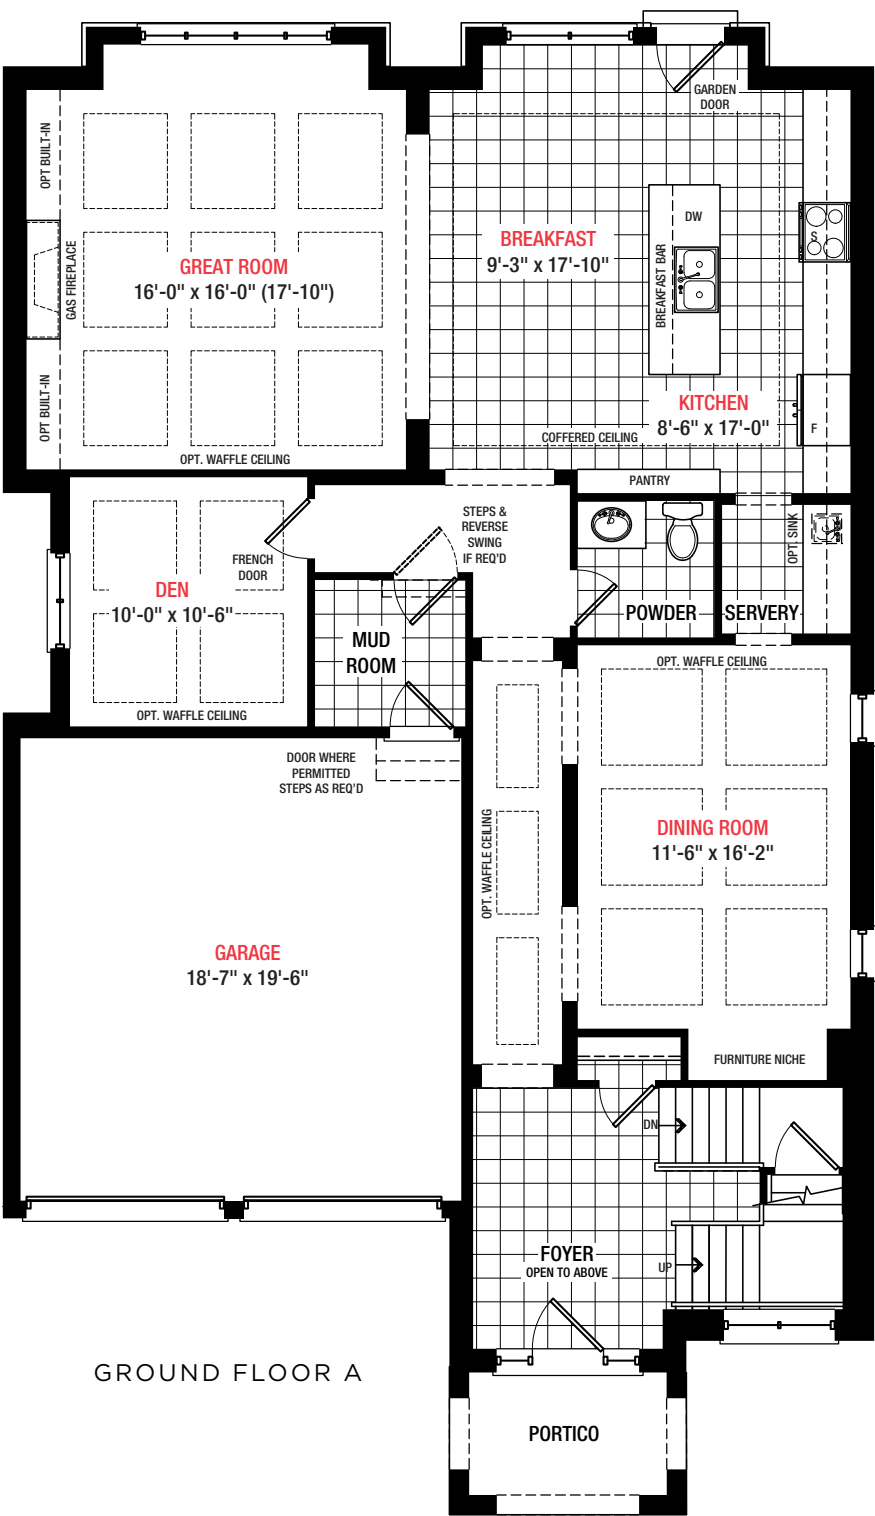 GARDEN
DOOR
OPT BUILT-IN
GAS FIREPLACE
OPT BUILT-IN
GREAT ROOM
16'-0" x 16'-0" (17'-10")
OPT. WAFFLE CEILING
BREAKFAST
9'-3" x 17'-10"
DW
BREAKFAST BAR
S
KITCHEN
8'-6" x 17'-0"
F
COFFERED CEILING
PANTRY
STEPS &
REVERSE
SWING
IF REQ'D
FRENCH
DOOR
DEN
10'-0" x 10'-6"
OPT. WAFFLE CEILING
MUD
ROOM
POWDER
SERVERY
OPT. SINK
OPT. WAFFLE CEILING
DOOR WHERE
PERMITTED
STEPS AS REQ'D
OPT. WAFFLE CEILING
DINING ROOM
11'-6" x 16'-2"
GARAGE
18'-7" x 19'-6"
FURNITURE NICHE
DN
FOYER
OPEN TO ABOVE
UP
GROUND FLOOR A
PORTICO